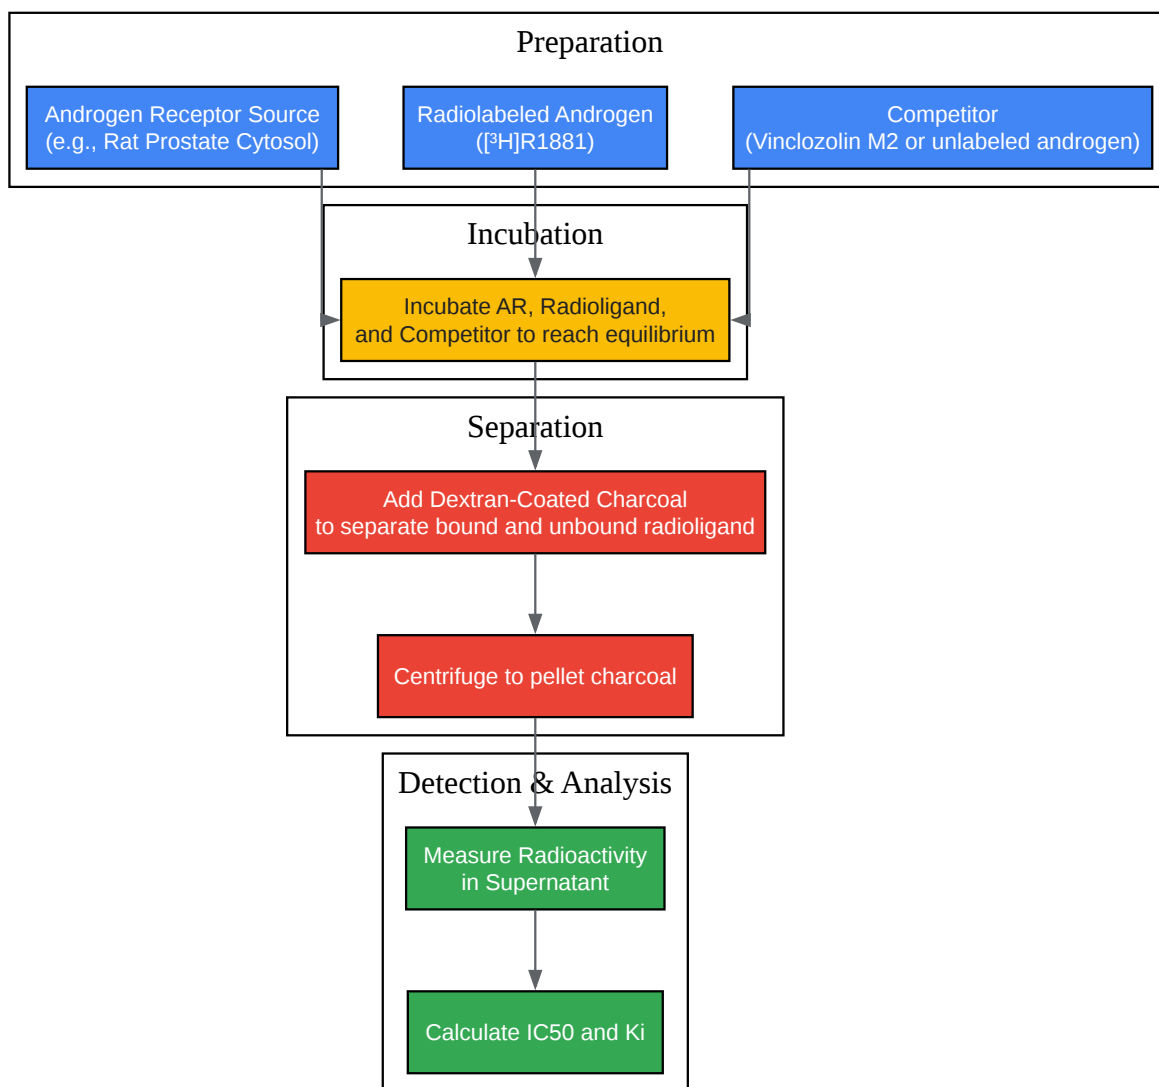 Preparation
Androgen Receptor Source
(e.g., Rat Prostate Cytosol)
Radiolabeled Androgen
([³H]R1881)
Competitor
(Vinclozolin M2 or unlabeled androgen)
Incubation
Incubate AR, Radioligand,
and Competitor to reach equilibrium
Separation
Add Dextran-Coated Charcoal
to separate bound and unbound radioligand
Centrifuge to pellet charcoal
Detection & Analysis
Measure Radioactivity
in Supernatant
Calculate IC50 and Ki